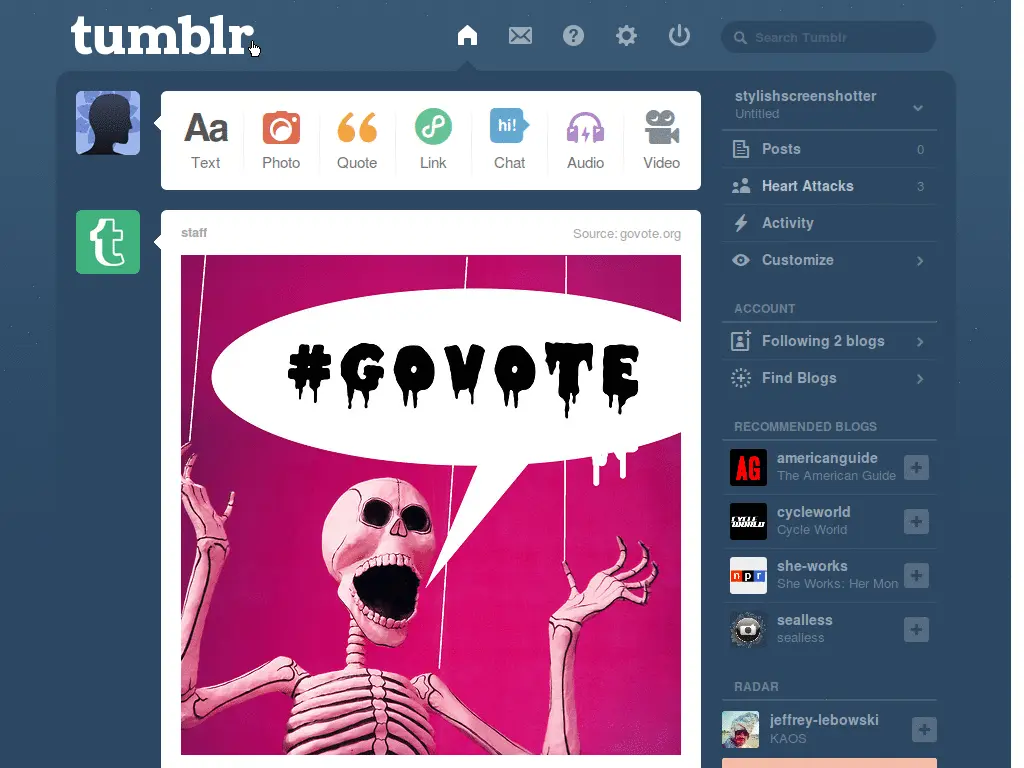 tumblr
Search Tumblr
Aa
Text
Photo
Quote
Link
hi!
Chat
Audio
Video
stylishscreenshotter
Untitled
Posts 0
Heart Attacks 3
Activity
Customize
staff
Source: govote.org
#GOVOTE
ACCOUNT
Following 2 blogs
Find Blogs
RECOMMENDED BLOGS
AG
americanguide
The American Guide
CYCLE
WORLD
cycleworld
Cycle World
npr
she-works
She Works: Her Mon
sealless
sealless
RADAR
jeffrey-lebowski
KAOS